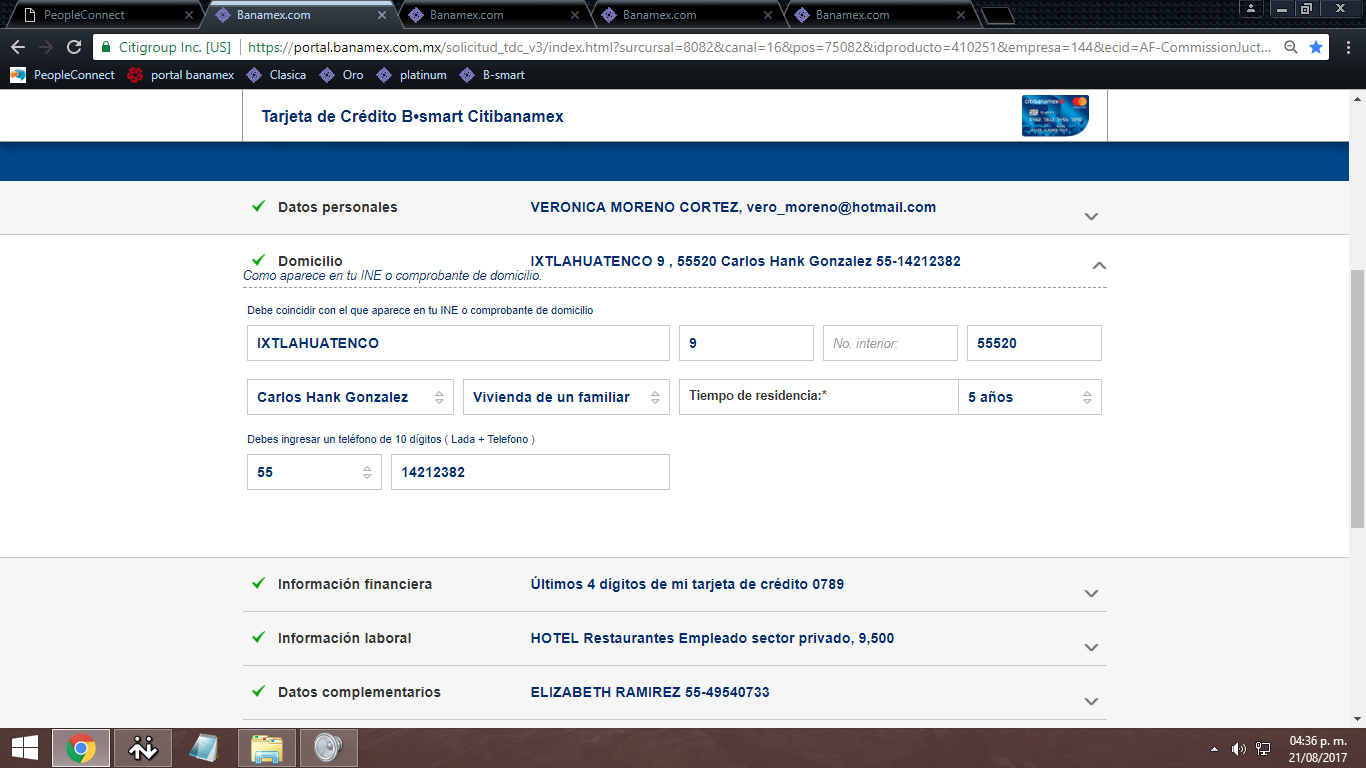 PeopleConnect
Banamex.com
Banamex.com
Banamex.com
Banamex.com
Citigroup Inc. [US]
https://portal.banamex.com.mx/solicitud_tdc_v3/index.html?surcursal=8082&canal=16&pos=75082&idproducto=410251&empresa=144&ecid=AF-CommissionJuct...
PeopleConnect
portal banamex
Clasica
Oro
platinum
B-smart
Tarjeta de Crédito B•smart Citibanamex
citibanamex
Datos personales
VERONICA MORENO CORTEZ, vero_moreno@hotmail.com
Domicilio
IXTLAHUATENCO 9 , 55520 Carlos Hank Gonzalez 55-14212382
Como aparece en tu INE o comprobante de domicilio.
Debe coincidir con el que aparece en tu INE o comprobante de domicilio
IXTLAHUATENCO
9
No. interior:
55520
Carlos Hank Gonzalez
Vivienda de un familiar
Tiempo de residencia:*
5 años
Debes ingresar un teléfono de 10 dígitos ( Lada + Telefono )
55
14212382
Información financiera
Últimos 4 dígitos de mi tarjeta de crédito 0789
Información laboral
HOTEL Restaurantes Empleado sector privado, 9,500
Datos complementarios
ELIZABETH RAMIREZ 55-49540733
04:36 p. m.
21/08/2017